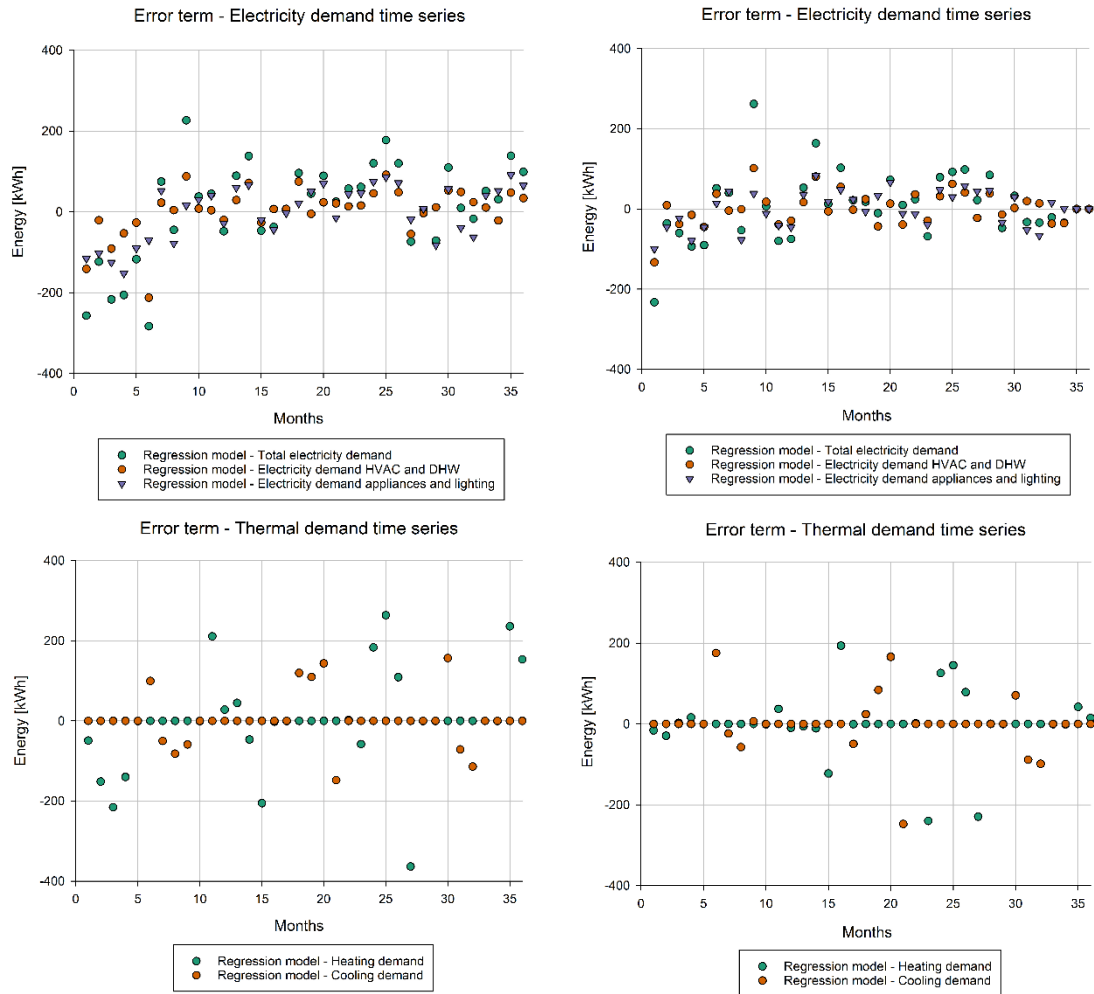 Error term - Electricity demand time series
400
200
0
-200
-400
Energy [kWh]
0 5 10 15 20 25 30 35
Months
Regression model - Total electricity demand
Regression model - Electricity demand HVAC and DHW
Regression model - Electricity demand appliances and lighting
Error term - Electricity demand time series
400
200
0
-200
-400
Energy [kWh]
0 5 10 15 20 25 30 35
Months
Regression model - Total electricity demand
Regression model - Electricity demand HVAC and DHW
Regression model - Electricity demand appliances and lighting
Error term - Thermal demand time series
400
200
0
-200
-400
Energy [kWh]
0 5 10 15 20 25 30 35
Months
Regression model - Heating demand
Regression model - Cooling demand
Error term - Thermal demand time series
400
200
0
-200
-400
Energy [kWh]
0 5 10 15 20 25 30 35
Months
Regression model - Heating demand
Regression model - Cooling demand